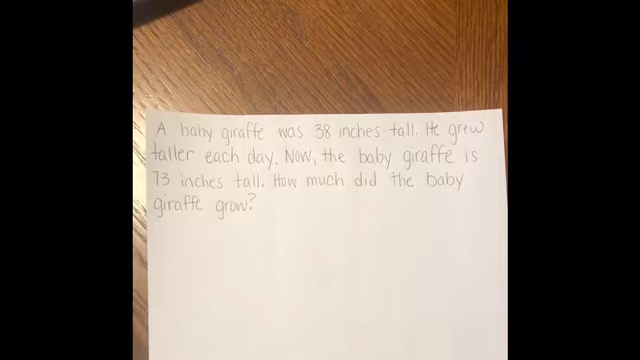 A baby giraffe was 38 inches tall. He grew
taller each day. Now, the baby giraffe is
73 inches tall. How much did the baby
giraffe grow?